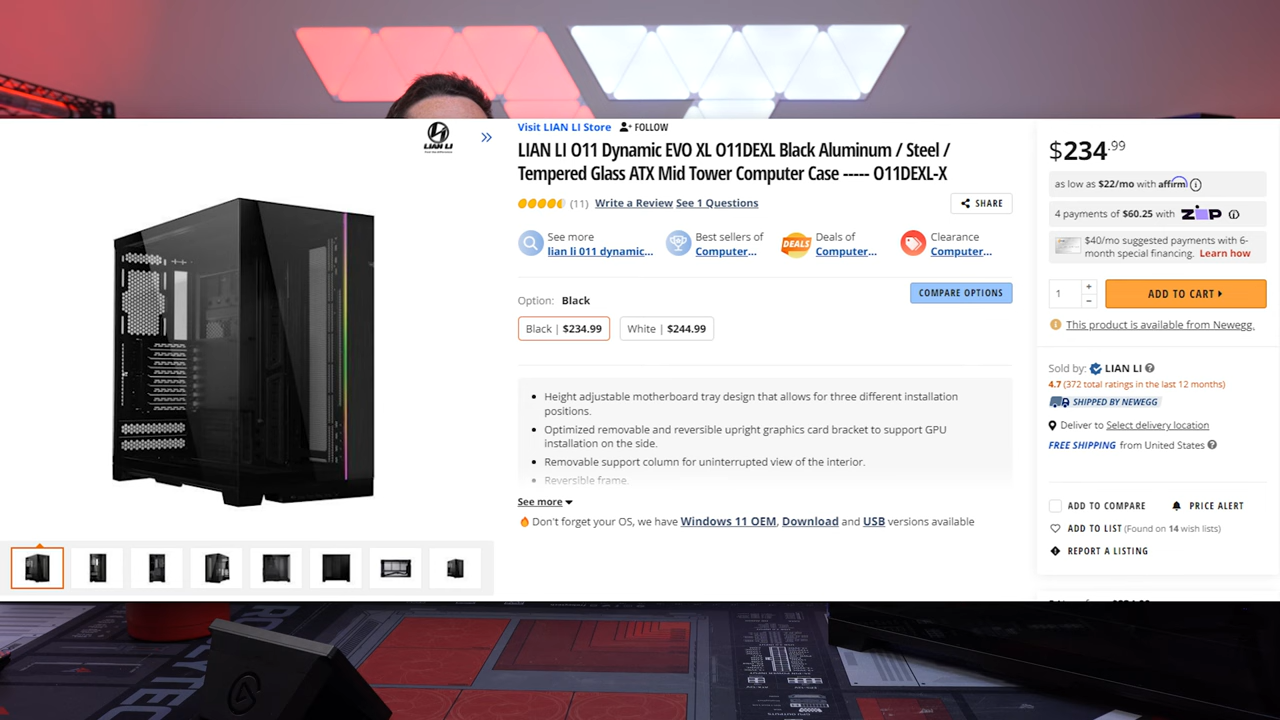 LIAN LI
Visit LIAN LI Store
FOLLOW
LIAN LI O11 Dynamic EVO XL O11DEXL Black Aluminum / Steel /
Tempered Glass ATX Mid Tower Computer Case ----- O11DEXL-X
(11) Write a Review See 1 Questions
SHARE
See more
lian li 011 dynamic...
Best sellers of
Computer...
DEALS
Deals of
Computer...
Clearance
Computer...
Option: Black
COMPARE OPTIONS
Black | $234.99
White | $244.99
Height adjustable motherboard tray design that allows for three different installation
positions.
Optimized removable and reversible upright graphics card bracket to support GPU
installation on the side.
Removable support column for uninterrupted view of the interior.
Reversible frame.
See more
Don't forget your OS, we have Windows 11 OEM, Download and USB versions available
$234.99
as low as $22/mo with affirm
4 payments of $60.25 with ZIP
$40/mo suggested payments with 6-
month special financing. Learn how
1
ADD TO CART
This product is available from Newegg.
Sold by: LIAN LI
4.7 (372 total ratings in the last 12 months)
SHIPPED BY NEWEGG
Deliver to Select delivery location
FREE SHIPPING from United States
ADD TO COMPARE
PRICE ALERT
ADD TO LIST (Found on 14 wish lists)
REPORT A LISTING